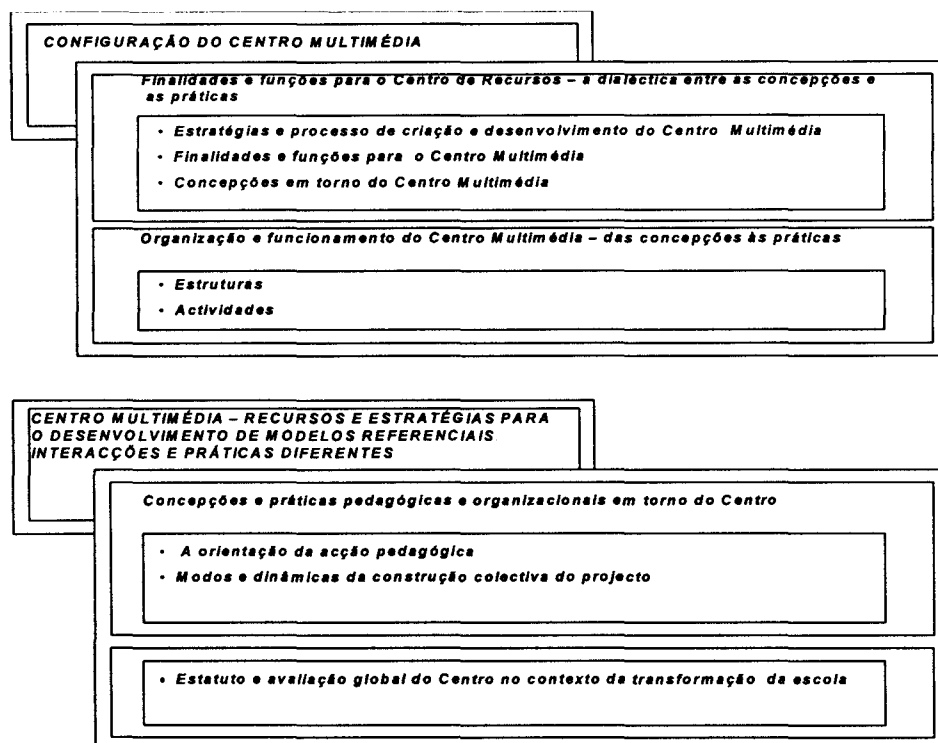 CONFIGURAÇÃO DO CENTRO MULTIMÉDIA
Finalidades e funções para o Centro de Recursos – a dialéctica entre as concepções e
as práticas
• Estratégias e processo de criação e desenvolvimento do Centro Multimédia
• Finalidades e funções para o Centro Multimédia
• Concepções em torno do Centro Multimédia
Organização e funcionamento do Centro Multimédia – das concepções às práticas
• Estruturas
• Actividades
CENTRO MULTIMÉDIA – RECURSOS E ESTRATÉGIAS PARA
O DESENVOLVIMENTO DE MODELOS REFERENCIAIS
INTERACÇÕES E PRÁTICAS DIFERENTES
Concepções e práticas pedagógicas e organizacionais em torno do Centro
• A orientação da acção pedagógica
• Modos e dinâmicas da construção colectiva do projecto
• Estatuto e avaliação global do Centro no contexto da transformação da escola